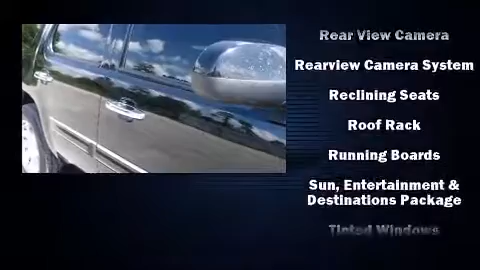 Rear View Camera
Rearview Camera System
Reclining Seats
Roof Rack
Running Boards
Sun, Entertainment &
Destinations Package
Tinted Windows